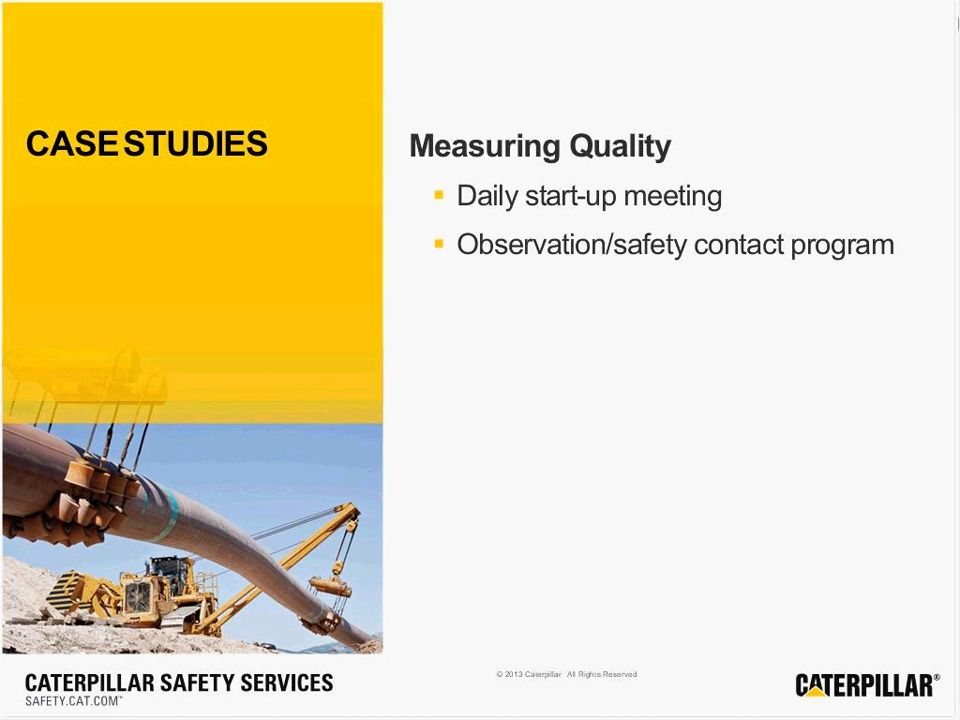 CASE STUDIES
Measuring Quality
Daily start-up meeting
Observation/safety contact program
© 2013 Caterpillar All Rights Reserved
CATERPILLAR SAFETY SERVICES
SAFETY.CAT.COM™
CATERPILLAR®